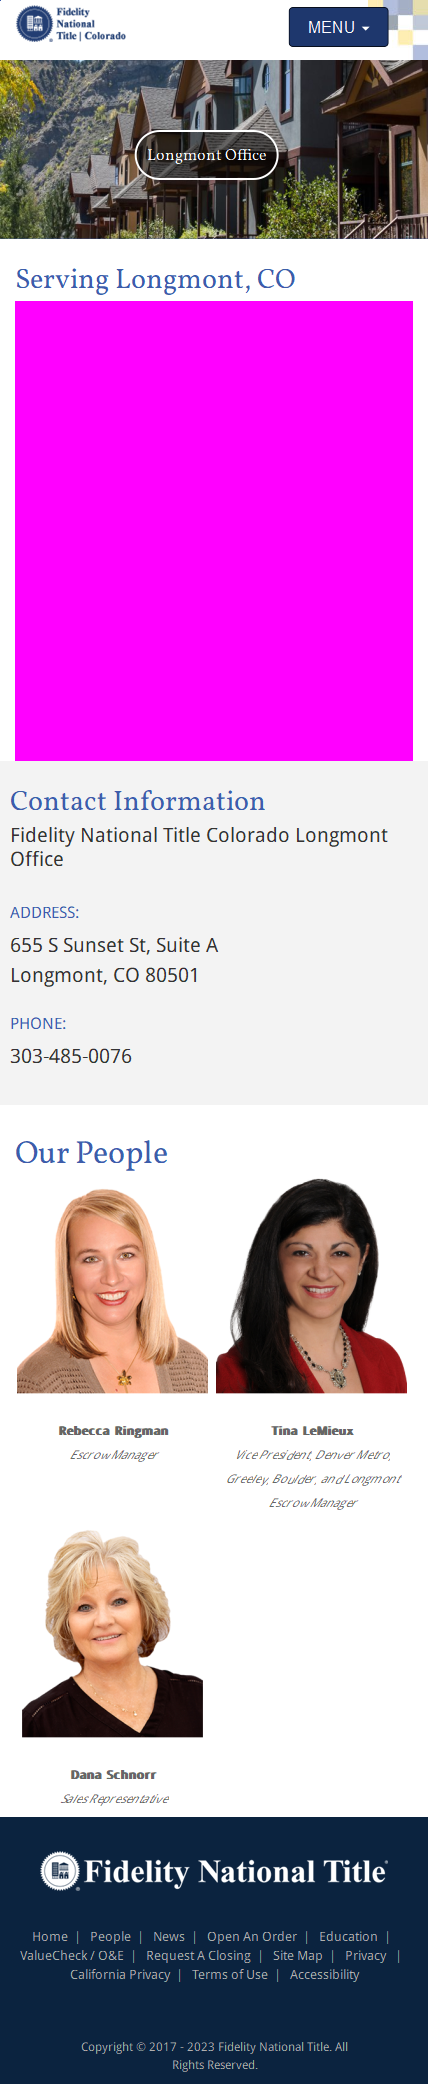 Fidelity
National
Title | Colorado
MENU
Longmont Office
Serving Longmont, CO
Contact Information
Fidelity National Title Colorado Longmont
Office
ADDRESS:
655 S Sunset St, Suite A
Longmont, CO 80501
PHONE:
303-485-0076
Our People
Rebecca Ringman
Escrow Manager
Tina LeMieux
Vice President, Denver Metro,
Greeley, Boulder, and Longmont
Escrow Manager
Dana Schnorr
Sales Representative
Fidelity National Title
Home | People | News | Open An Order | Education |
ValueCheck / O&E | Request A Closing | Site Map | Privacy |
California Privacy | Terms of Use | Accessibility
Copyright © 2017 - 2023 Fidelity National Title. All
Rights Reserved.